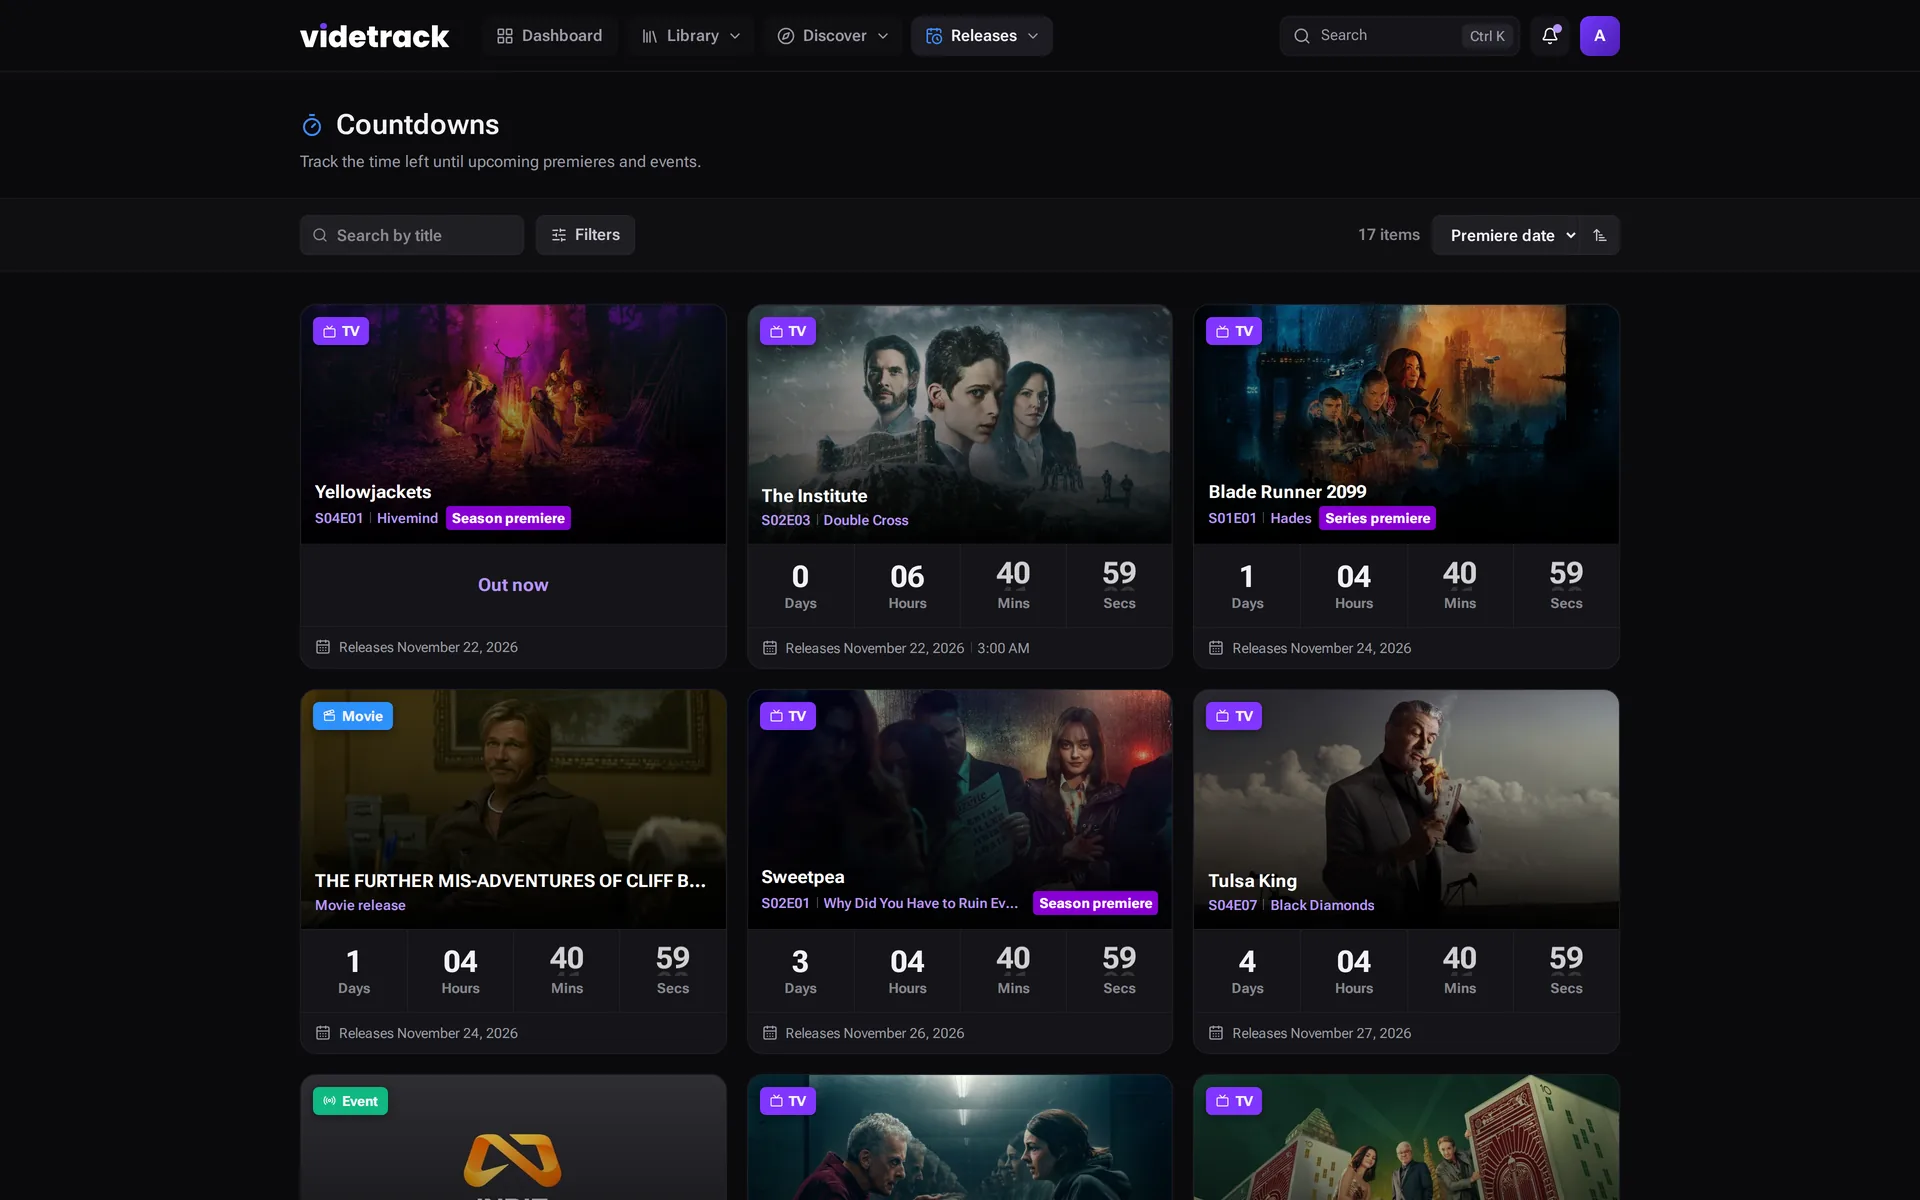 videtrack
Dashboard
Library
Discover
Releases
Search
Ctrl K
A
Countdowns
Track the time left until upcoming premieres and events.
Search by title
Filters
17 items
Premiere date
TV
Yellowjackets
S04E01 | Hivemind Season premiere
Out now
Releases November 22, 2026
TV
The Institute
S02E03 | Double Cross
0 06 40 59
Days Hours Mins Secs
Releases November 22, 2026 | 3:00 AM
TV
Blade Runner 2099
S01E01 | Hades Series premiere
1 04 40 59
Days Hours Mins Secs
Releases November 24, 2026
Movie
THE FURTHER MIS-ADVENTURES OF CLIFF B...
Movie release
1 04 40 59
Days Hours Mins Secs
Releases November 24, 2026
TV
Sweetpea
S02E01 | Why Did You Have to Ruin Ev... Season premiere
3 04 40 59
Days Hours Mins Secs
Releases November 26, 2026
TV
Tulsa King
S04E07 | Black Diamonds
4 04 40 59
Days Hours Mins Secs
Releases November 27, 2026
Event
TV
TV